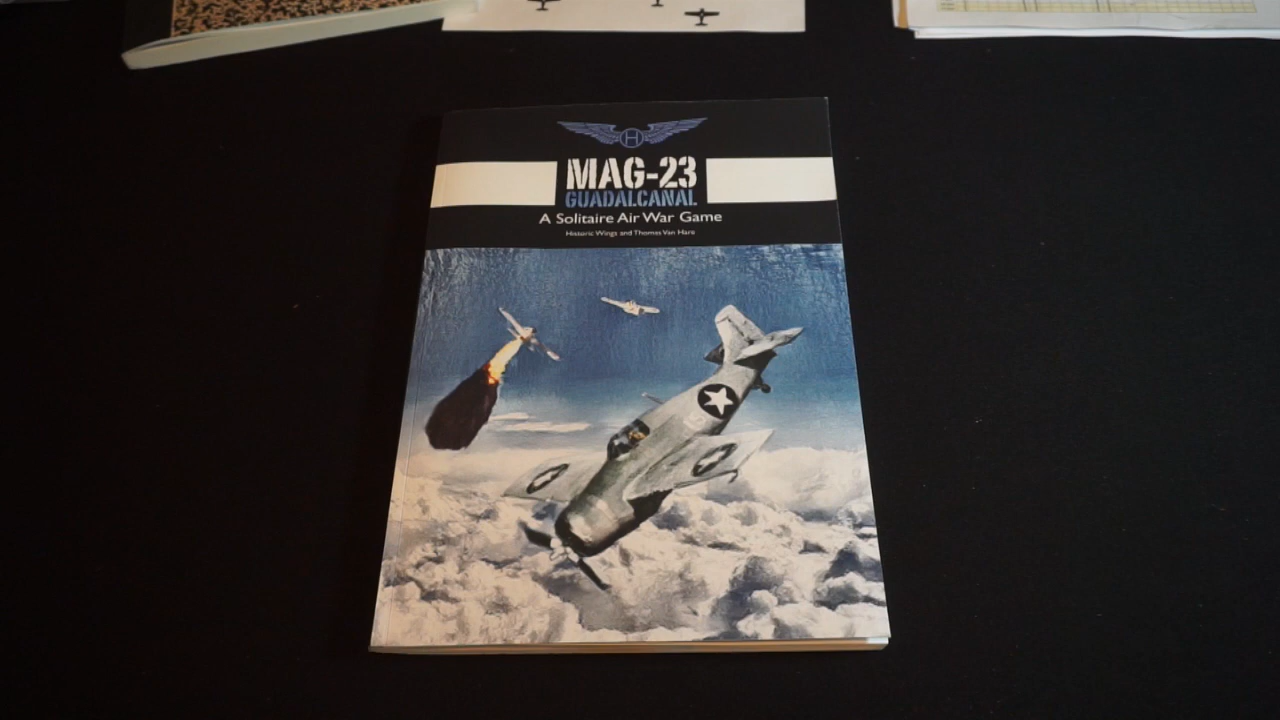 H
MAG-23
GUADALCANAL
A Solitaire Air War Game
Historic Wings and Thomas Van Hare